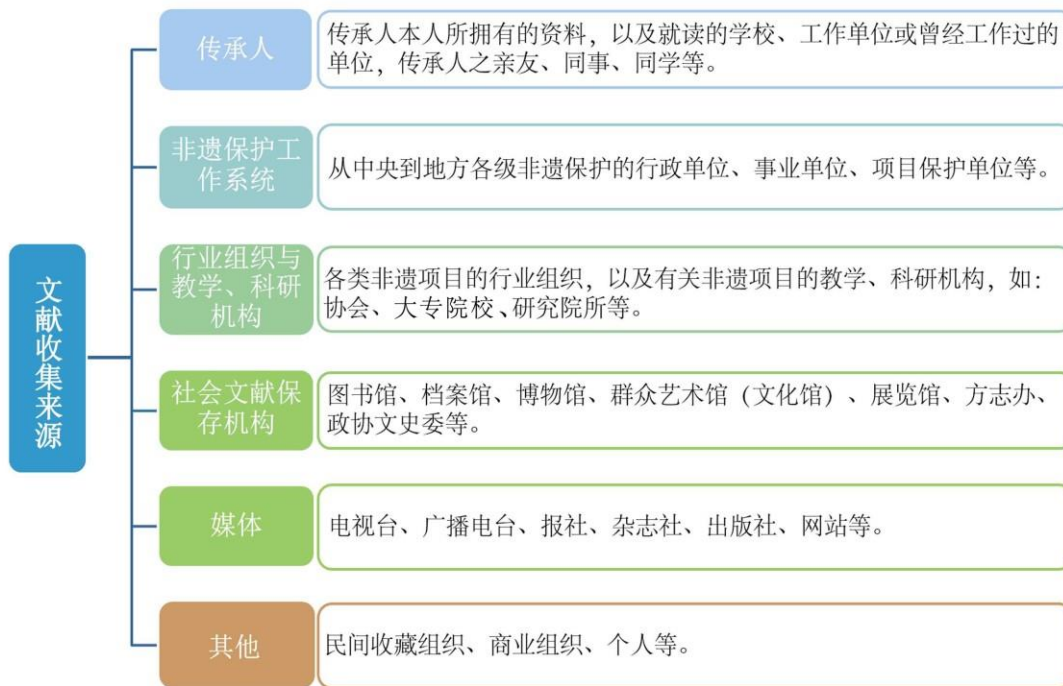 文献收集来源
传承人
传承人本人所拥有的资料，以及就读的学校、工作单位或曾经工作过的
单位，传承人之亲友、同事、同学等。
非遗保护工
作系统
从中央到地方各级非遗保护的行政单位、事业单位、项目保护单位等。
行业组织与
教学、科研
机构
各类非遗项目的行业组织，以及有关非遗项目的教学、科研机构，如：
协会、大专院校、研究院所等。
社会文献保
存机构
图书馆、档案馆、博物馆、群众艺术馆（文化馆）、展览馆、方志办、
政协文史委等。
媒体
电视台、广播电台、报社、杂志社、出版社、网站等。
其他
民间收藏组织、商业组织、个人等。